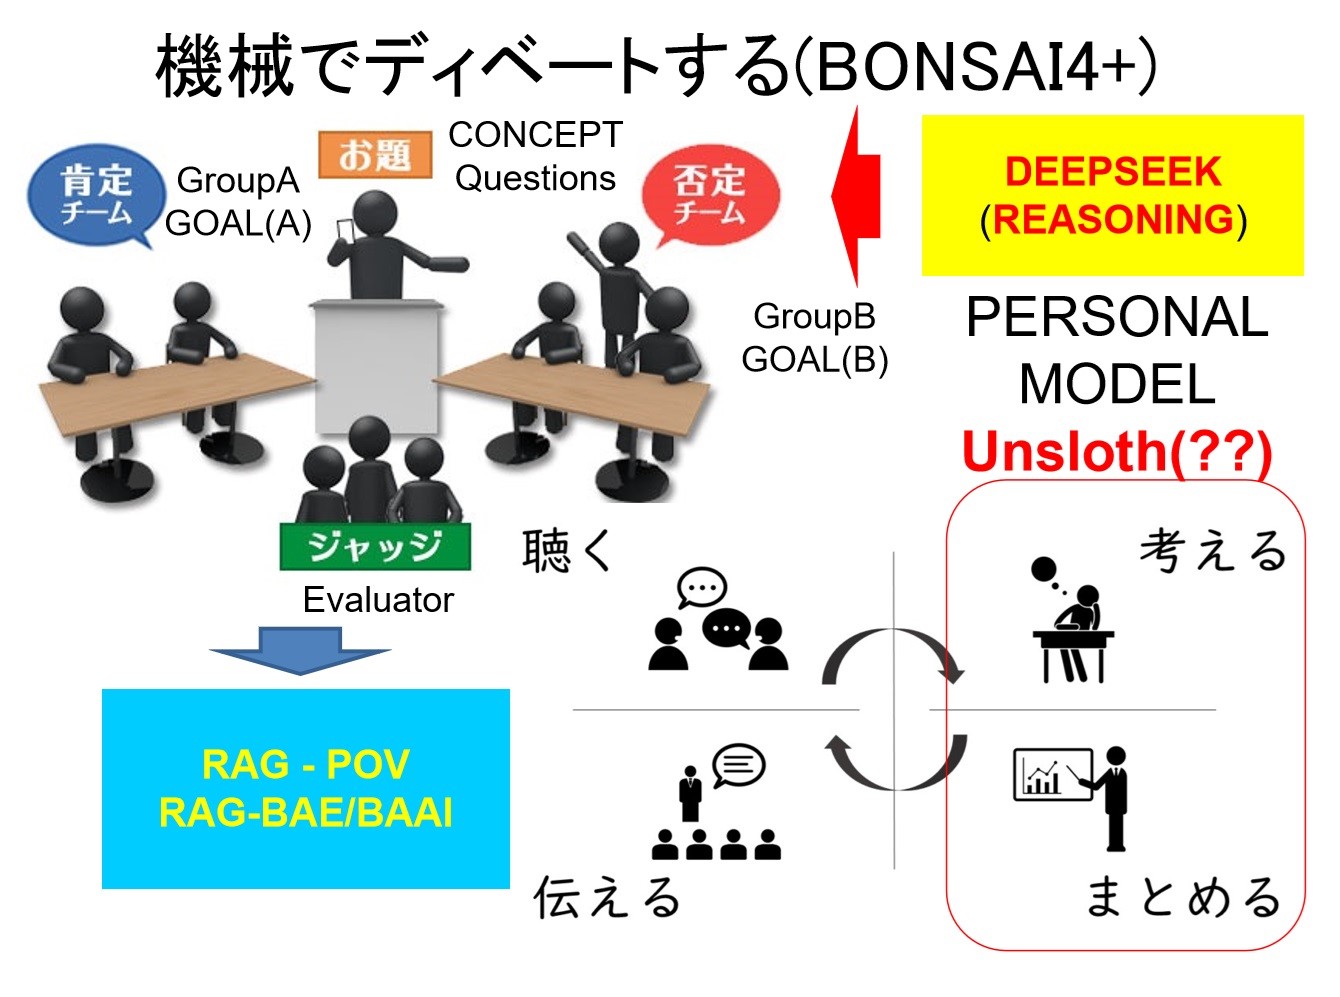 機械でディベートする(BONSAI4+)
お題
CONCEPT
Questions
肯定
チーム
GroupA
GOAL(A)
否定
チーム
DEEPSEEK
(REASONING)
GroupB
GOAL(B)
PERSONAL
MODEL
Unsloth(??)
ジャッジ
Evaluator
聴く
考える
RAG - POV
RAG-BAE/BAAI
伝える
まとめる